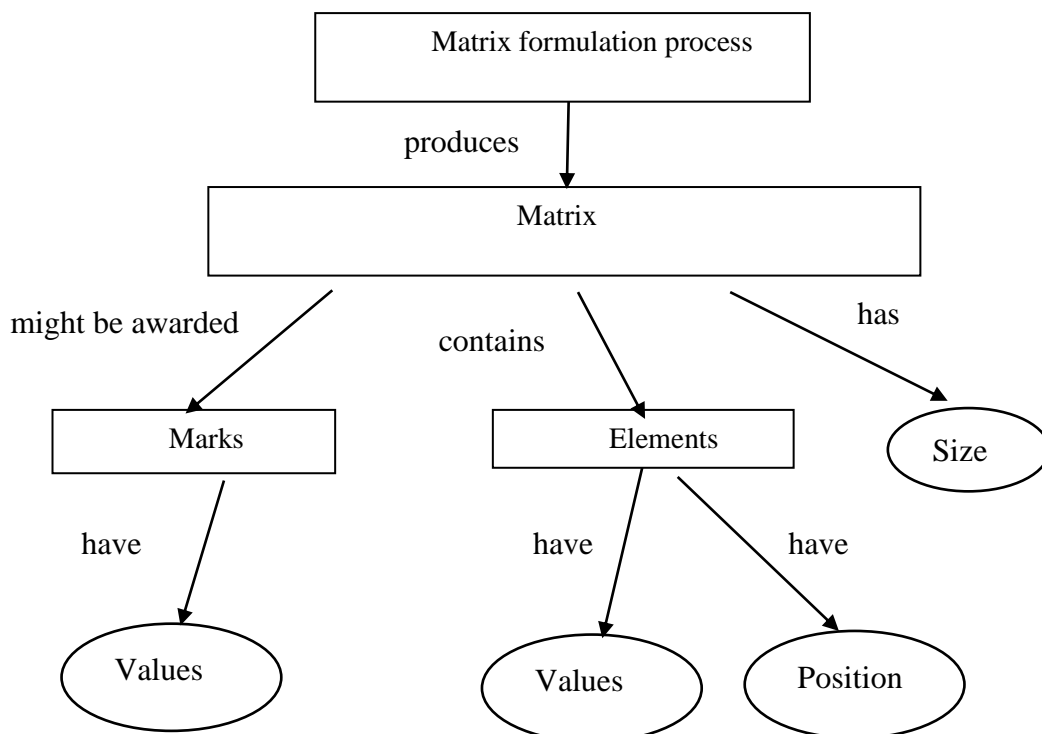 Matrix formulation process
produces
Matrix
might be awarded
contains
has
Marks
Elements
Size
have
have
have
Values
Values
Position